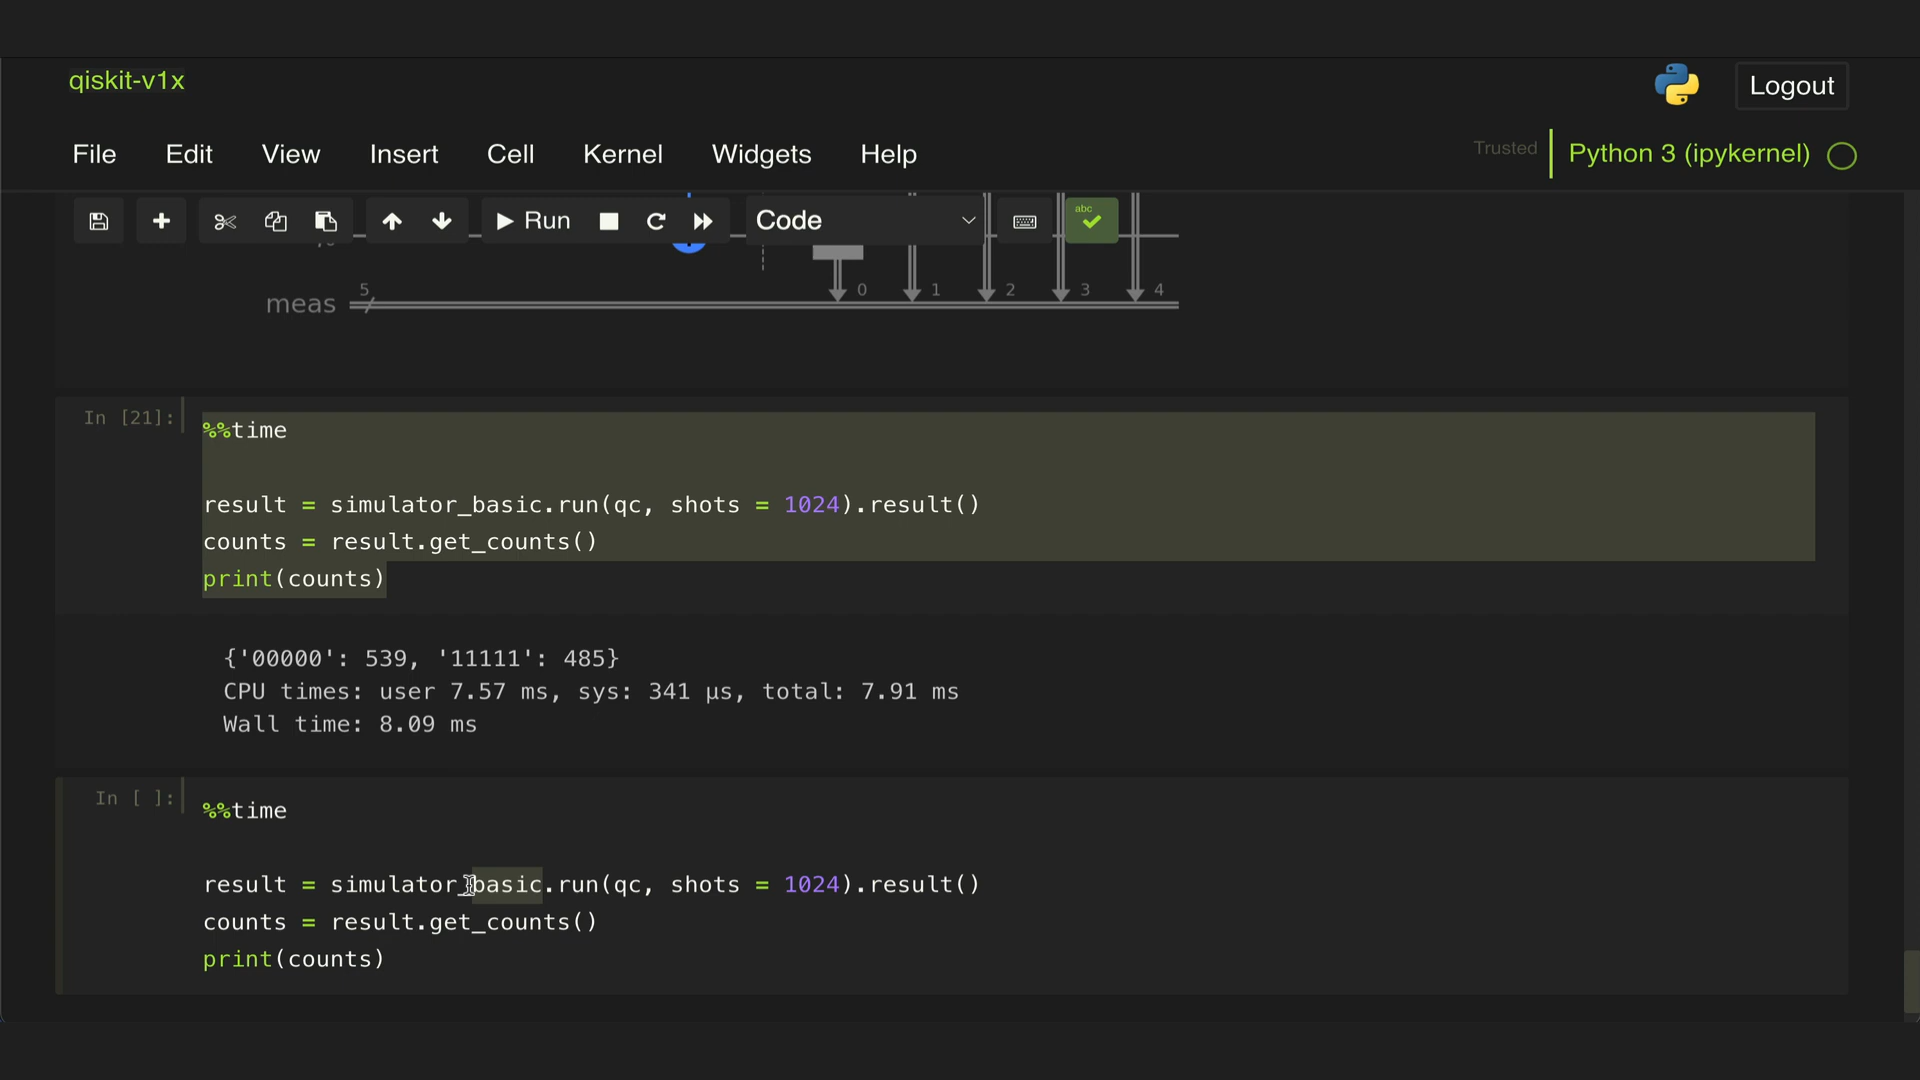 qiskit-v1x
Logout
File Edit View Insert Cell Kernel Widgets Help
Trusted
Python 3 (ipykernel)
Run
Code
abc
5
0 1 2 3 4
meas
In [21]:
%%time
result = simulator_basic.run(qc, shots = 1024).result()
counts = result.get_counts()
print(counts)
{'00000': 539, '11111': 485}
CPU times: user 7.57 ms, sys: 341 µs, total: 7.91 ms
Wall time: 8.09 ms
In [ ]:
%%time
result = simulator_basic.run(qc, shots = 1024).result()
counts = result.get_counts()
print(counts)